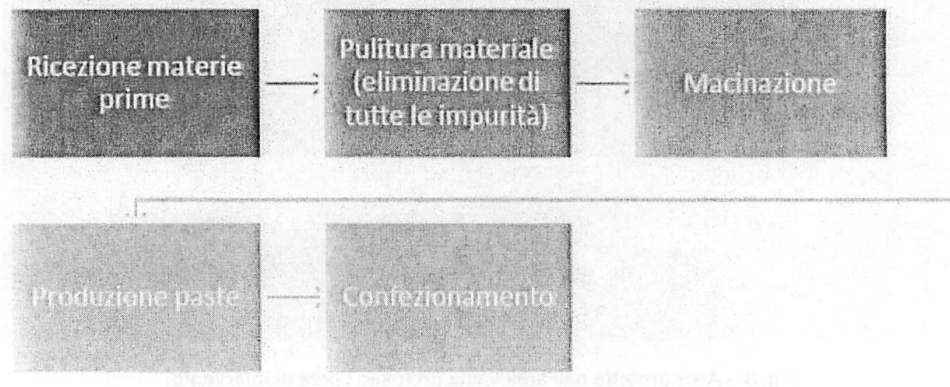 Ricezione materie
prime
Pulitura materiale
(eliminazione di
tutte le impurità)
Macinazione
Produzione paste
Confezionamento